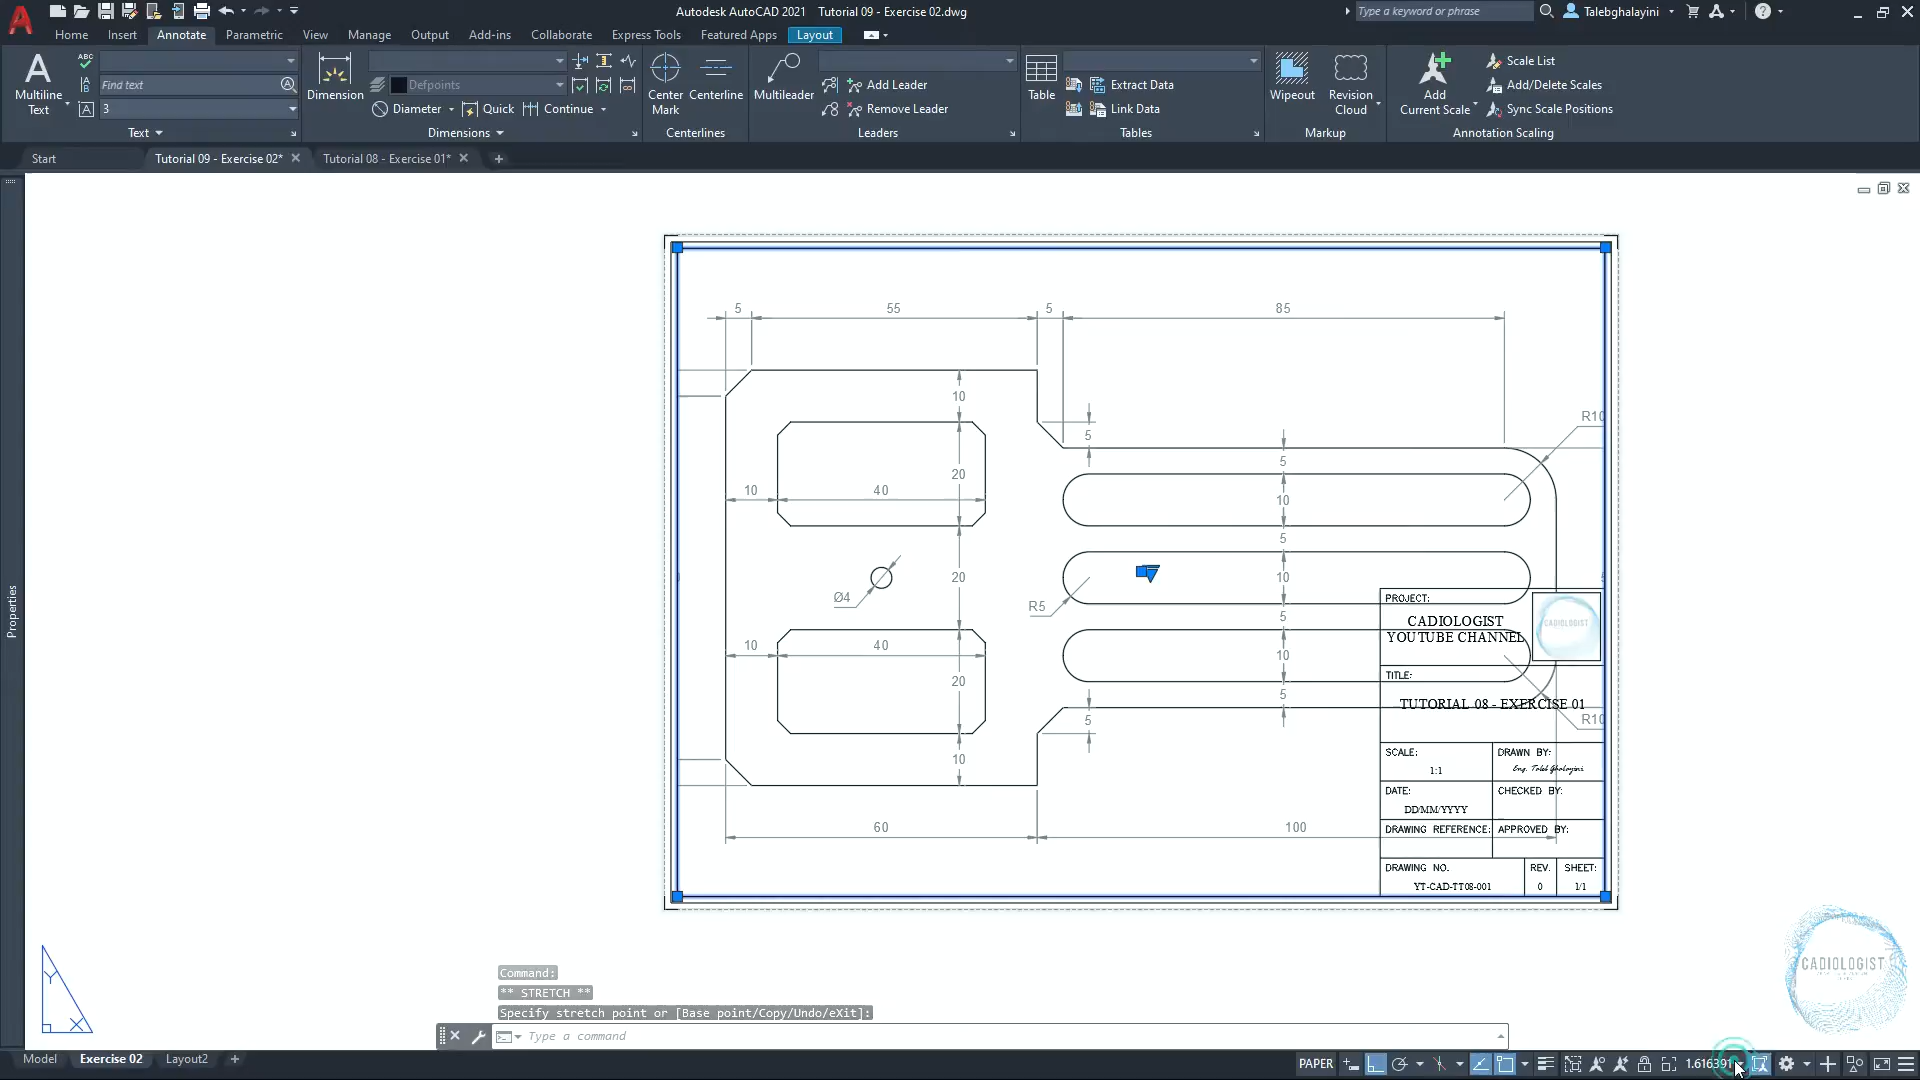 Autodesk AutoCAD 2021 Tutorial 09 - Exercise 02.dwg
Type a keyword or phrase
Talebghalayini
Home Insert Annotate Parametric View Manage Output Add-ins Collaborate Express Tools Featured Apps Layout
Multiline Text
Find text
3
Text
Dimension
Defpoints
Diameter Quick Continue
Dimensions
Center Mark
Centerline
Centerlines
Multileader
Add Leader
Remove Leader
Leaders
Table
Extract Data
Link Data
Tables
Wipeout
Revision Cloud
Markup
Add Current Scale
Scale List
Add/Delete Scales
Sync Scale Positions
Annotation Scaling
Start Tutorial 09 - Exercise 02* Tutorial 08 - Exercise 01*
Properties
5 55 5 85
10
R10
5
5
20
10 40
10
5
20
10
Ø4
R5
5
10 40
10
20
5
5
R10
10
60 100
PROJECT:
CADIOLOGIST
YOUTUBE CHANNEL
CADIOLOGIST
TITLE:
TUTORIAL 08 - EXERCISE 01
SCALE: DRAWN BY:
1:1 Eng. Taleb Ghalayini
DATE: CHECKED BY:
DD/MM/YYYY
DRAWING REFERENCE: APPROVED BY:
DRAWING NO. REV. SHEET:
YT-CAD-TT08-001 0 1/1
Y
X
CADIOLOGIST
Command:
** STRETCH **
Specify stretch point or [Base point/Copy/Undo/eXit]:
Type a command
Model Exercise 02 Layout2
PAPER
1.616391